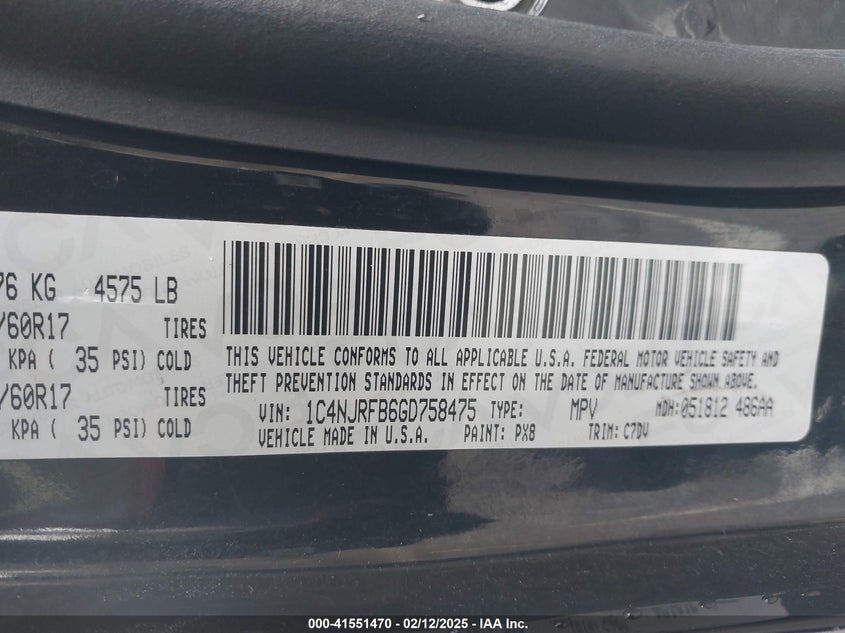 76 KG 4575 LB
/60R17 TIRES
KPA ( 35 PSI) COLD
/60R17 TIRES
KPA ( 35 PSI) COLD
THIS VEHICLE CONFORMS TO ALL APPLICABLE U.S.A. FEDERAL MOTOR VEHICLE SAFETY AND
THEFT PREVENTION STANDARDS IN EFFECT ON THE DATE OF MANUFACTURE SHOWN ABOVE.
VIN: 1C4NJRFB6GD758475 TYPE: MPV MDH:051812 486AA
VEHICLE MADE IN U.S.A. PAINT: PX8 TRIM: C7DV
000-41551470 — 02/12/2025 — IAA Inc.